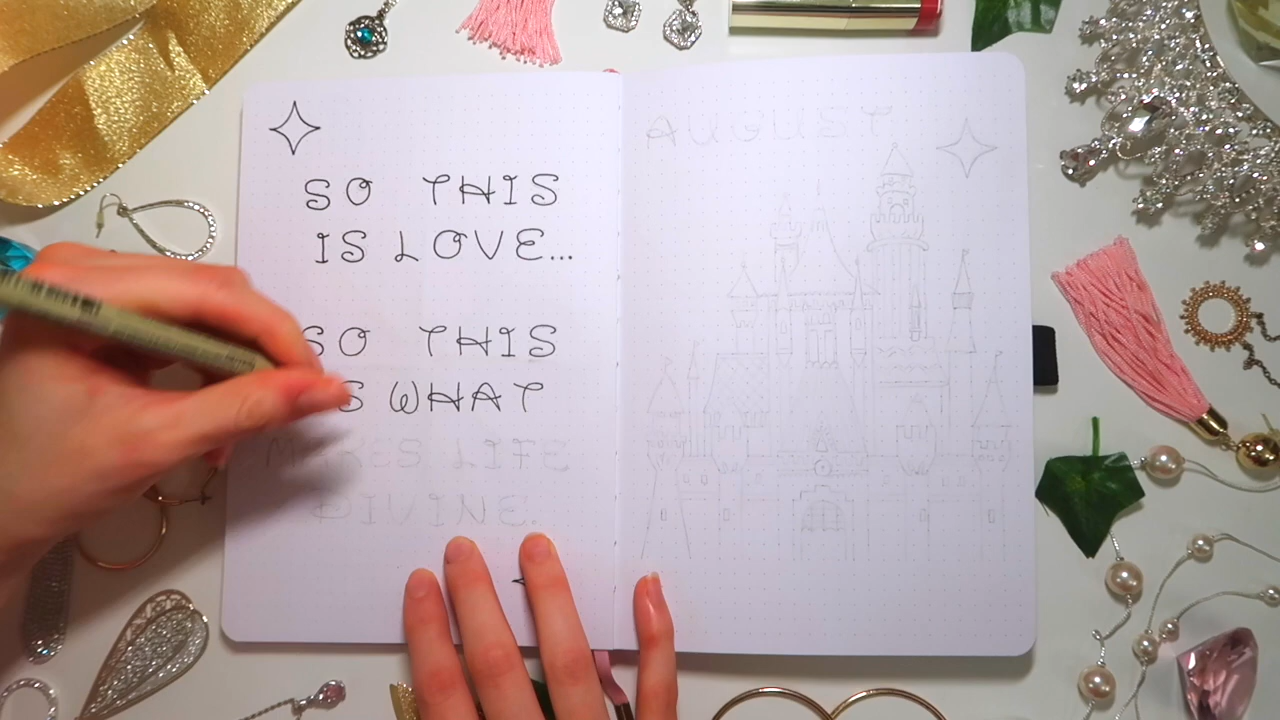 SO THIS
IS LOVE...
SO THIS
IS WHAT
MAKES LIFE
DIVINE.
AUGUST